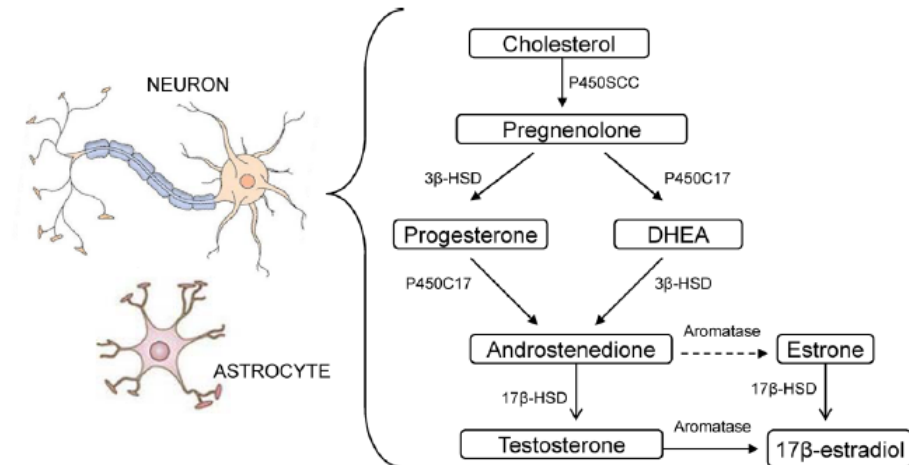 Cholesterol
NEURON
P450SCC
Pregnenolone
3β-HSD
P450C17
Progesterone
DHEA
P450C17
3β-HSD
Androstenedione
Aromatase
Estrone
ASTROCYTE
17β-HSD
17β-HSD
Testosterone
Aromatase
17β-estradiol